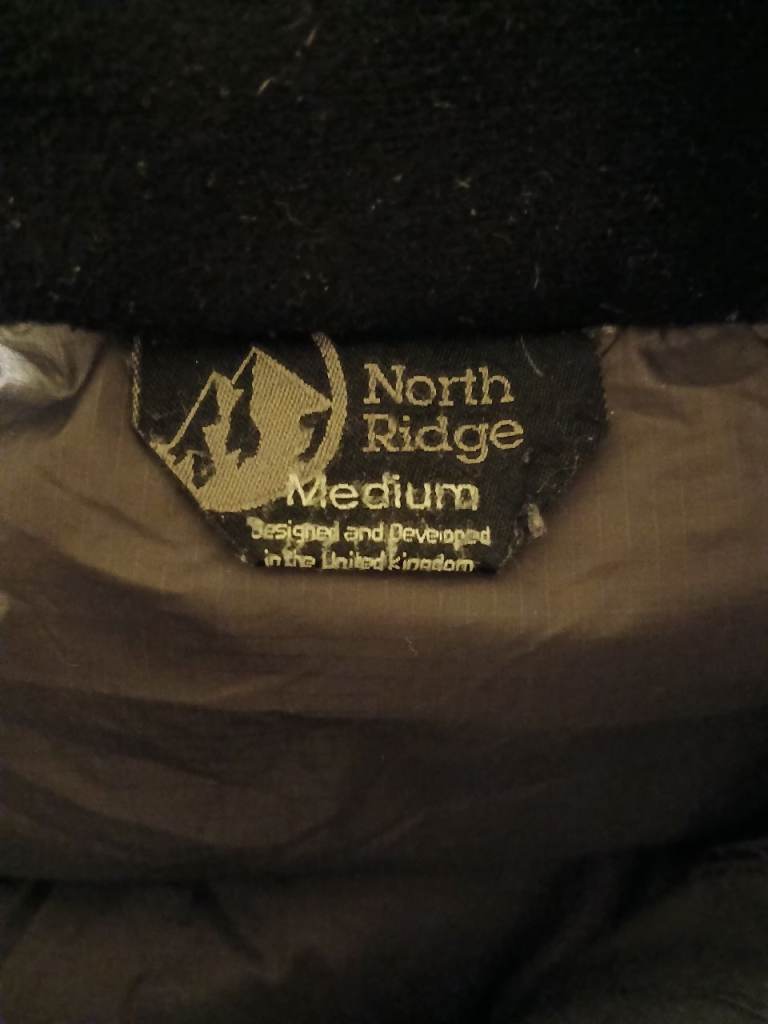 North
Ridge
Medium
Designed and Developed
in the United Kingdom